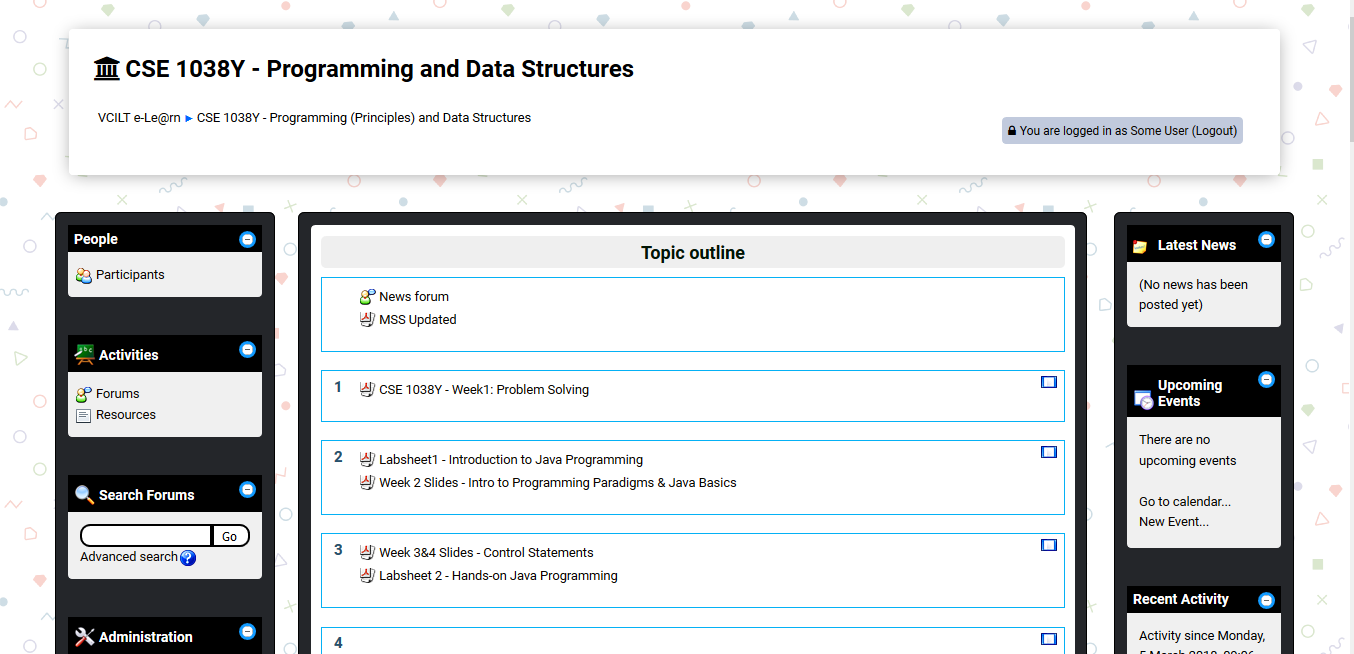 CSE 1038Y - Programming and Data Structures
VCILT e-Le@rn ► CSE 1038Y - Programming (Principles) and Data Structures
You are logged in as Some User (Logout)
People
Participants
Activities
Forums
Resources
Search Forums
Go
Advanced search ?
Administration
Topic outline
News forum
MSS Updated
1 CSE 1038Y - Week1: Problem Solving
2 Labsheet1 - Introduction to Java Programming
Week 2 Slides - Intro to Programming Paradigms & Java Basics
3 Week 3&4 Slides - Control Statements
Labsheet 2 - Hands-on Java Programming
4
Latest News
(No news has been
posted yet)
Upcoming
Events
There are no
upcoming events
Go to calendar...
New Event...
Recent Activity
Activity since Monday,